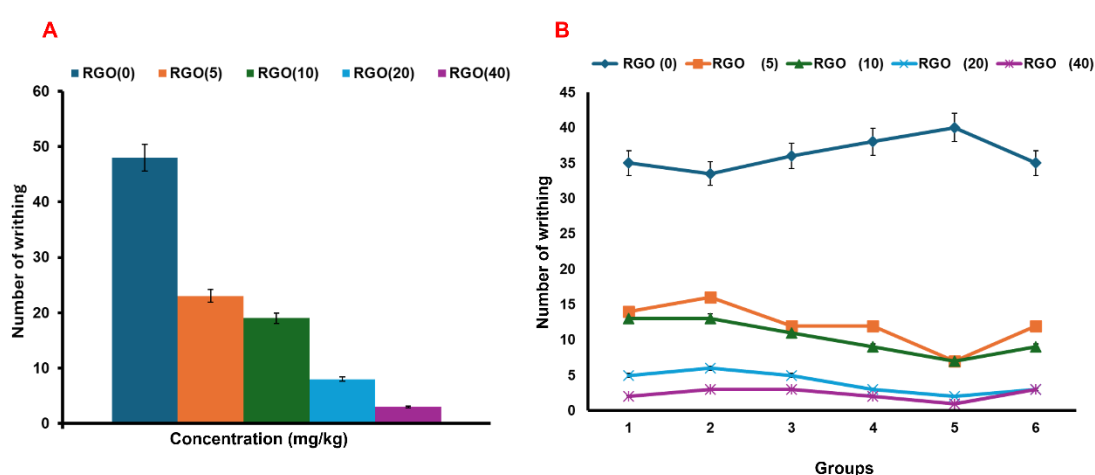 A
RGO(0) RGO(5) RGO(10) RGO(20) RGO(40)
60
50
40
30
20
10
0
Number of writhing
Concentration (mg/kg)
B
RGO (0) RGO (5) RGO (10) RGO (20) RGO (40)
45
40
35
30
25
20
15
10
5
0
Number of writhing
1 2 3 4 5 6
Groups